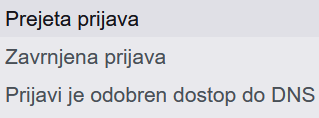 Prejeta prijava
Zavrnjena prijava
Prijavi je odobren dostop do DNS